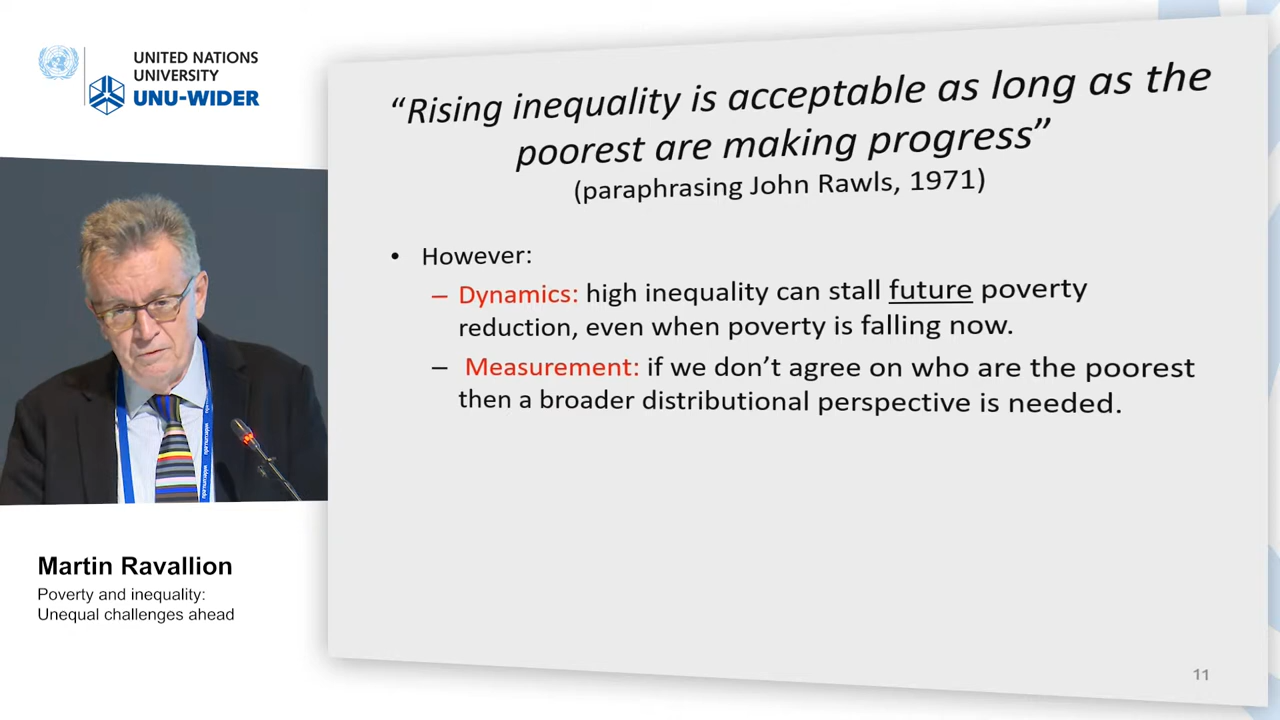 UNITED NATIONS
UNIVERSITY
UNU-WIDER
"Rising inequality is acceptable as long as the
poorest are making progress"
(paraphrasing John Rawls, 1971)
• However:
– Dynamics: high inequality can stall future poverty
reduction, even when poverty is falling now.
– Measurement: if we don't agree on who are the poorest
then a broader distributional perspective is needed.
Martin Ravallion
Poverty and inequality:
Unequal challenges ahead
11